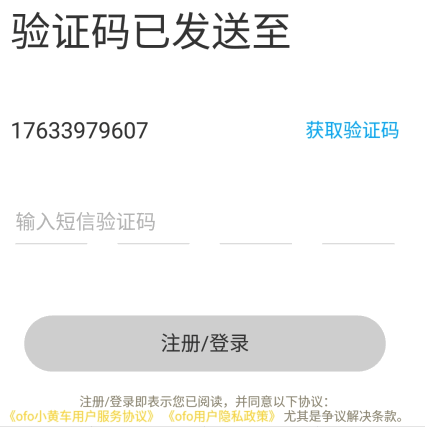 验证码已发送至
17633979607 获取验证码
输入短信验证码
注册/登录
注册/登录即表示您已阅读，并同意以下协议：
《ofo小黄车用户服务协议》《ofo用户隐私政策》 尤其是争议解决条款。